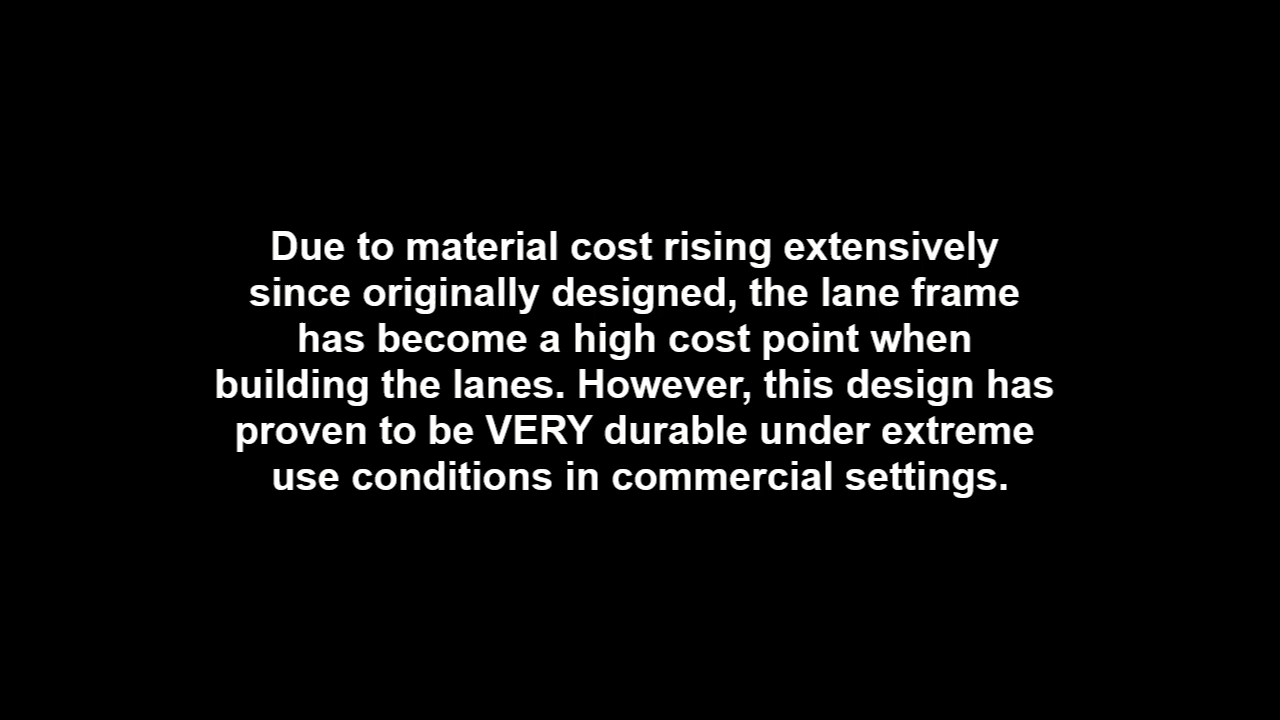 Due to material cost rising extensively
since originally designed, the lane frame
has become a high cost point when
building the lanes. However, this design has
proven to be VERY durable under extreme
use conditions in commercial settings.